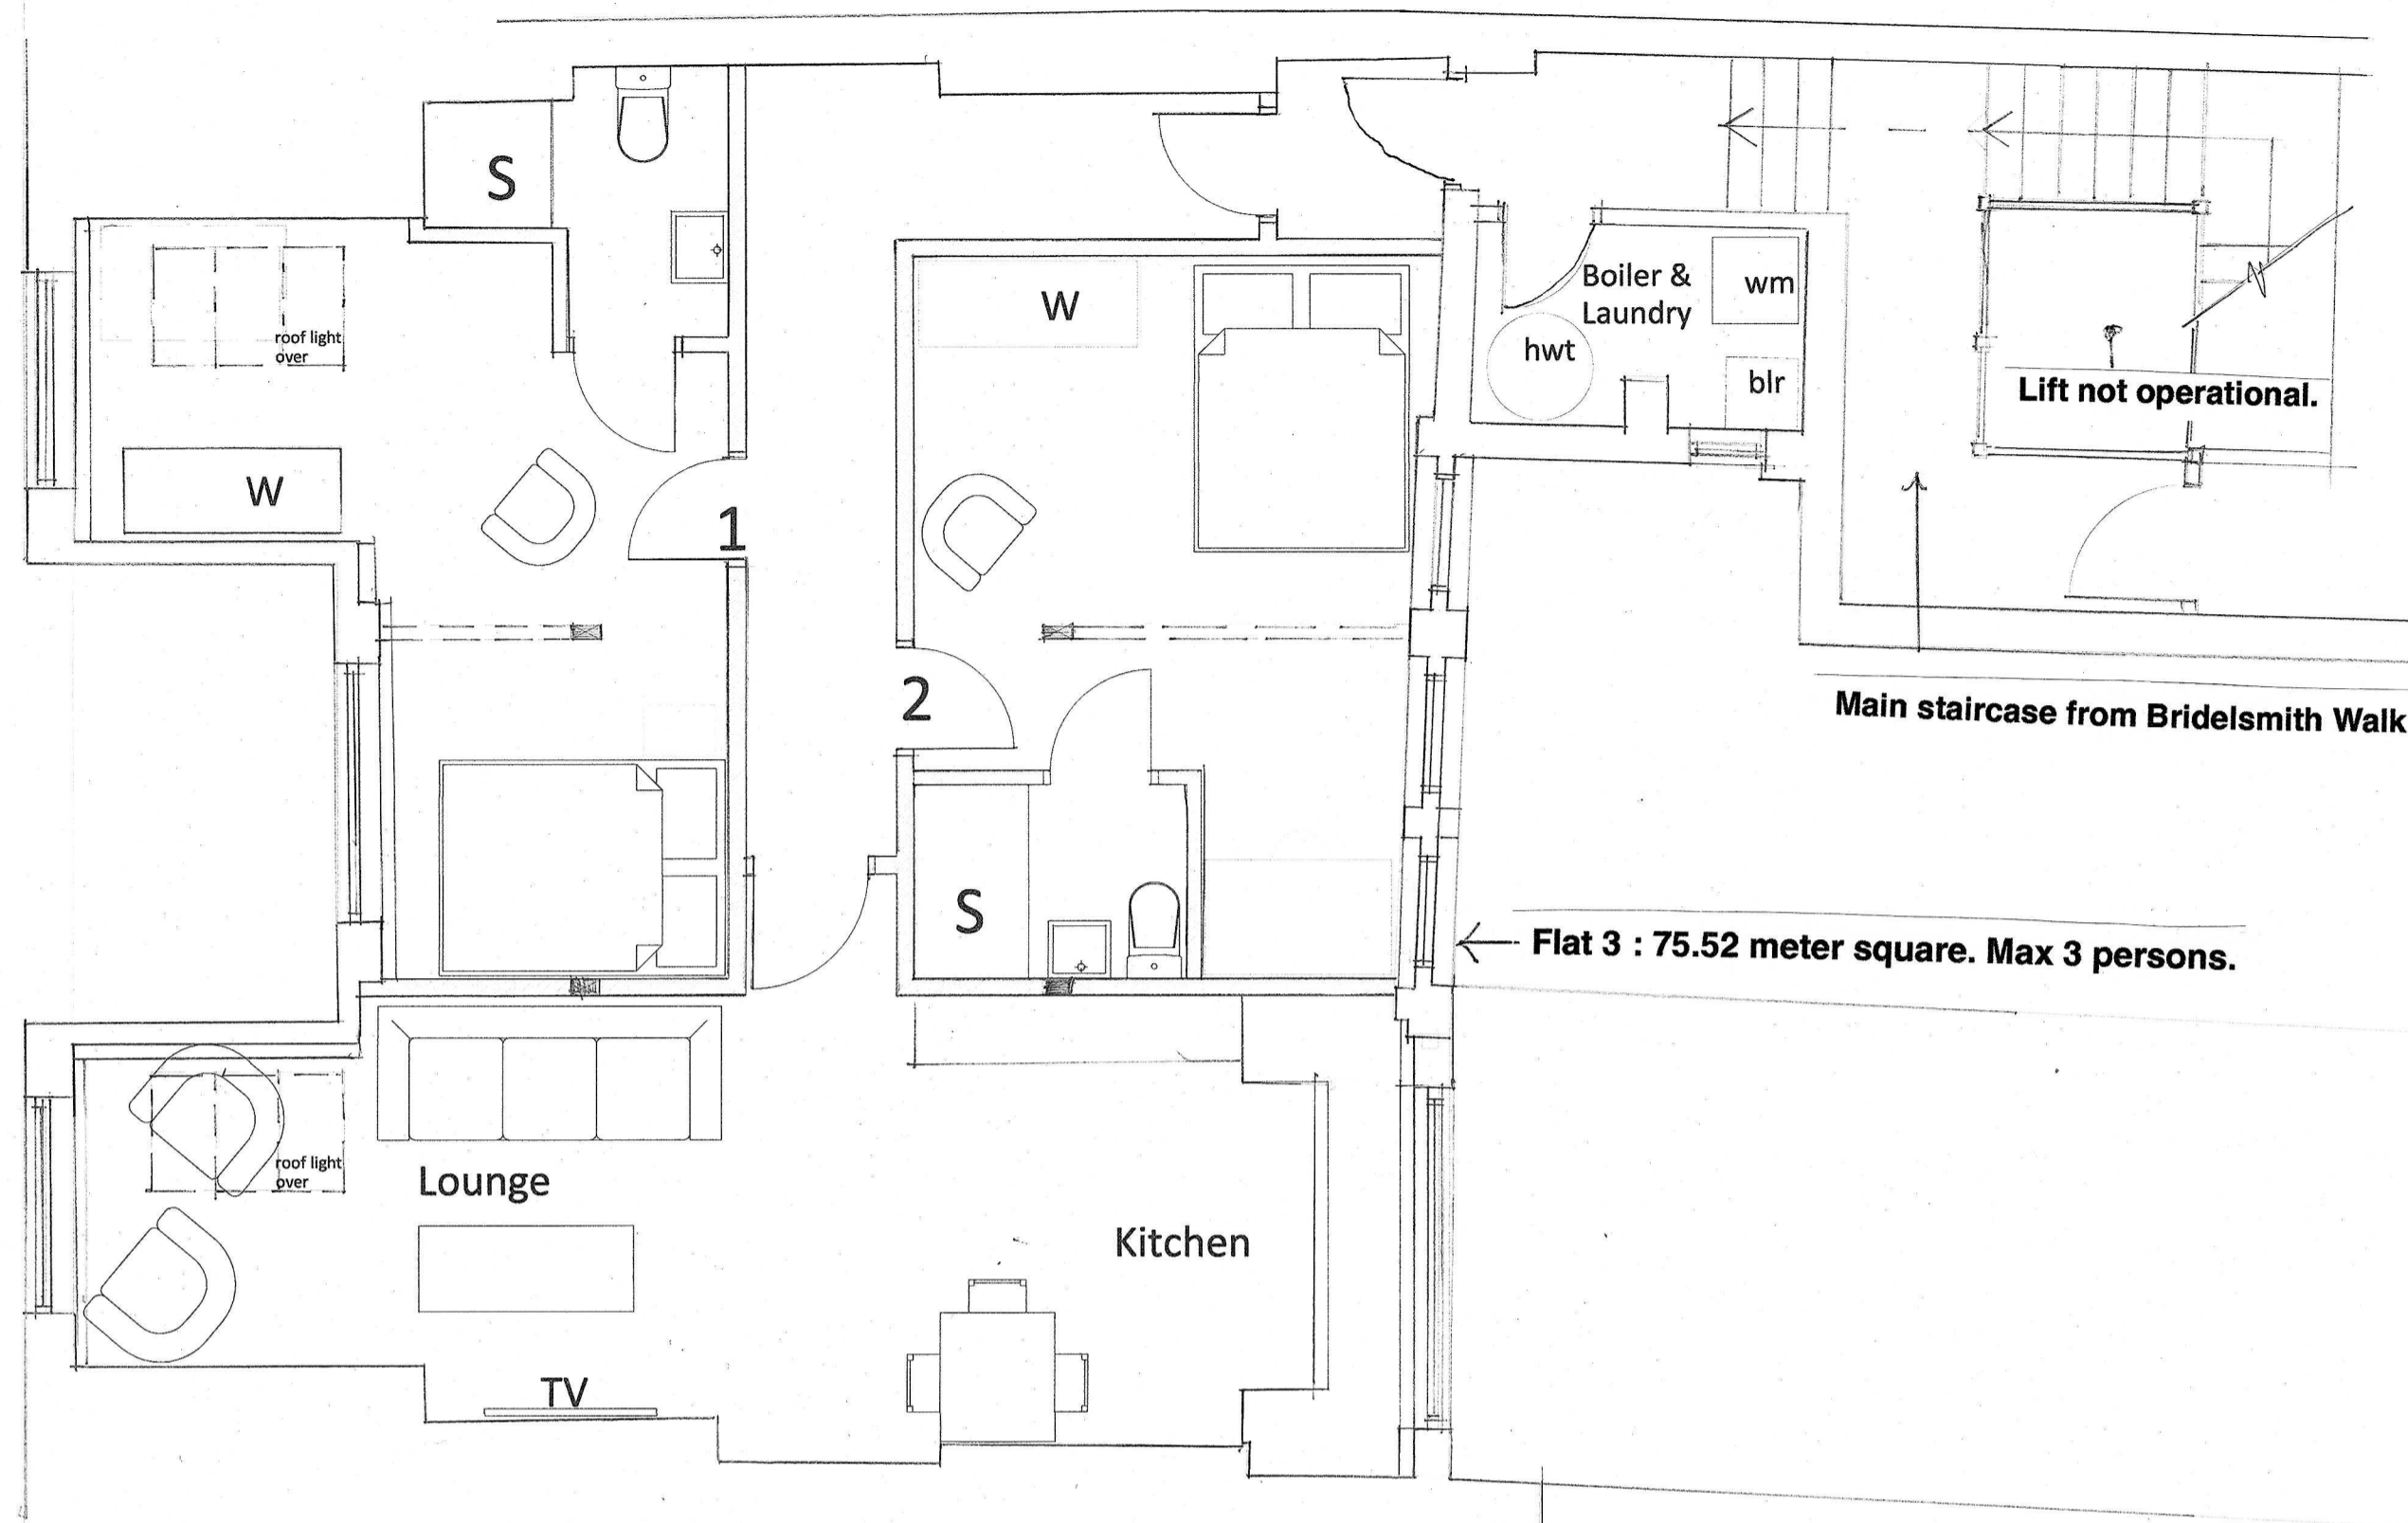 S
roof light
over
W
1
W
Boiler &
Laundry
wm
hwt
blr
Lift not operational.
2
Main staircase from Bridelsmith Walk
S
Flat 3 : 75.52 meter square. Max 3 persons.
roof light
over
Lounge
Kitchen
TV